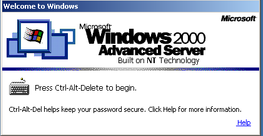 Welcome to Windows
Microsoft
Microsoft
Windows 2000
Advanced Server
Built on NT Technology
Press Ctrl-Alt-Delete to begin.
Ctrl-Alt-Del helps keep your password secure. Click Help for more information.
Help